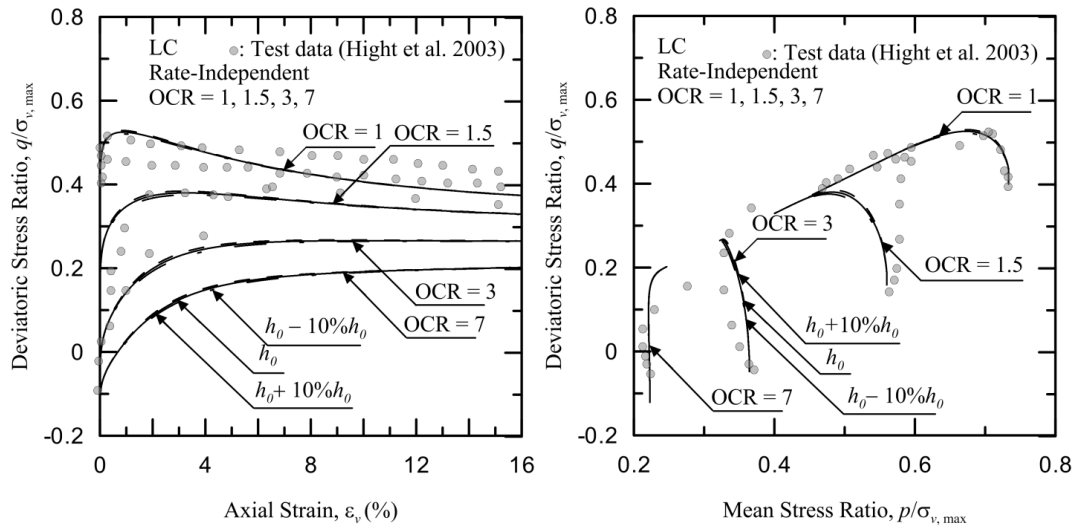 0.8
0.6
0.4
0.2
0
-0.2
Deviatoric Stress Ratio, q/σv, max
LC
: Test data (Hight et al. 2003)
Rate-Independent
OCR = 1, 1.5, 3, 7
OCR = 1
OCR = 1.5
OCR = 3
OCR = 7
h0 − 10%h0
h0
h0+ 10%h0
0 4 8 12 16
Axial Strain, εv (%)
0.8
0.6
0.4
0.2
0
-0.2
Deviatoric Stress Ratio, q/σv, max
LC
: Test data (Hight et al. 2003)
Rate-Independent
OCR = 1, 1.5, 3, 7
OCR = 1
OCR = 3
OCR = 1.5
h0+10%h0
h0
h0− 10%h0
OCR = 7
0.2 0.4 0.6 0.8
Mean Stress Ratio, p/σv, max